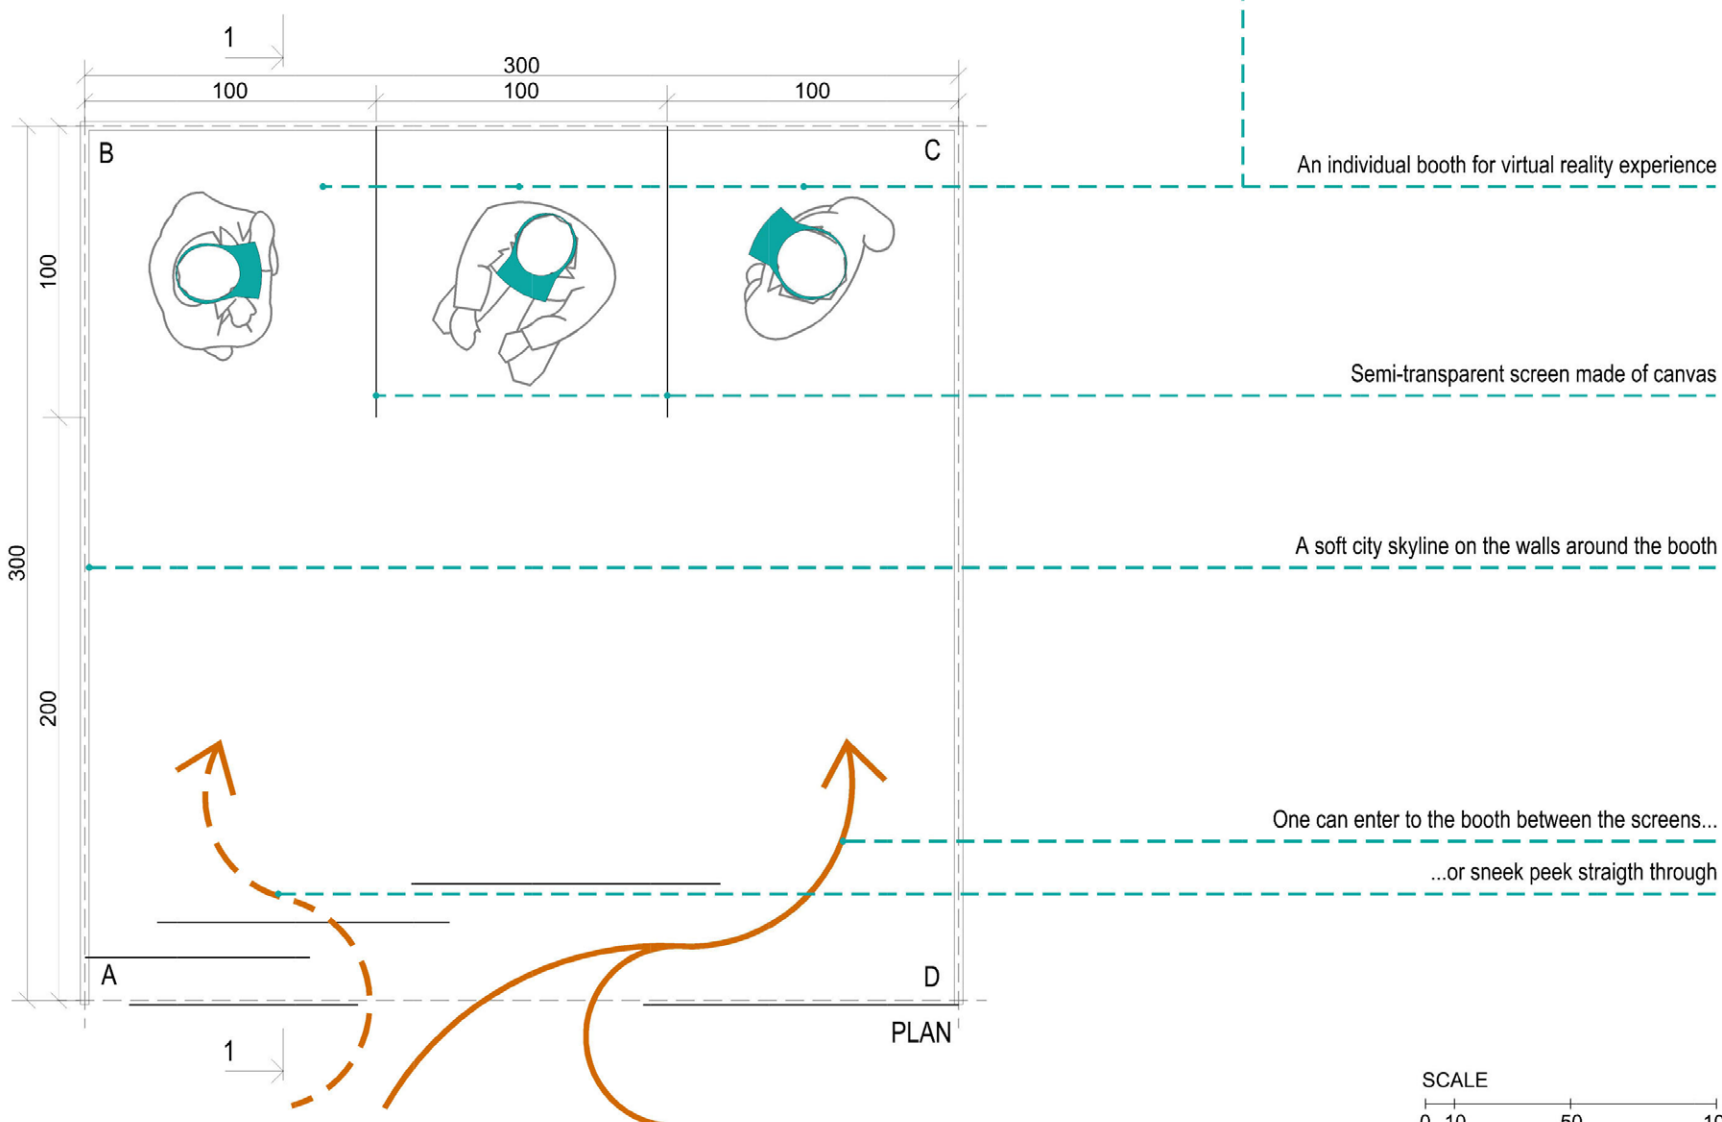 1
300
100
100
100
B
C
An individual booth for virtual reality experience
100
Semi-transparent screen made of canvas
A soft city skyline on the walls around the booth
300
200
One can enter to the booth between the screens...
...or sneek peek straigth through
A
D
PLAN
1
SCALE
0 10 50